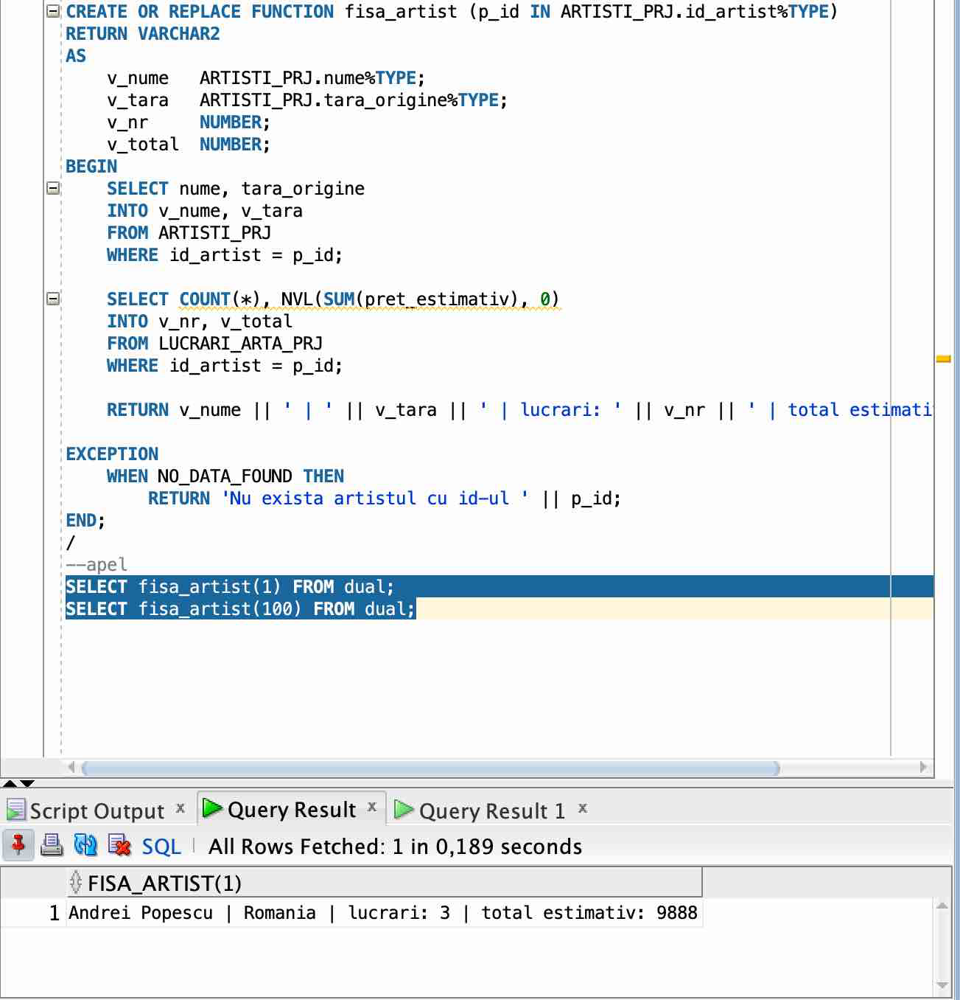 CREATE OR REPLACE FUNCTION fisa_artist (p_id IN ARTISTI_PRJ.id_artist%TYPE)
RETURN VARCHAR2
AS
    v_nume   ARTISTI_PRJ.nume%TYPE;
    v_tara   ARTISTI_PRJ.tara_origine%TYPE;
    v_nr     NUMBER;
    v_total  NUMBER;
BEGIN
    SELECT nume, tara_origine
    INTO v_nume, v_tara
    FROM ARTISTI_PRJ
    WHERE id_artist = p_id;
    SELECT COUNT(*), NVL(SUM(pret_estimativ), 0)
    INTO v_nr, v_total
    FROM LUCRARI_ARTA_PRJ
    WHERE id_artist = p_id;
    RETURN v_nume || ' | ' || v_tara || ' | lucrari: ' || v_nr || ' | total estimati
EXCEPTION
    WHEN NO_DATA_FOUND THEN
        RETURN 'Nu exista artistul cu id-ul ' || p_id;
END;
/
--apel
SELECT fisa_artist(1) FROM dual;
SELECT fisa_artist(100) FROM dual;
Script Output x Query Result x Query Result 1 x
SQL | All Rows Fetched: 1 in 0,189 seconds
FISA_ARTIST(1)
1 Andrei Popescu | Romania | lucrari: 3 | total estimativ: 9888